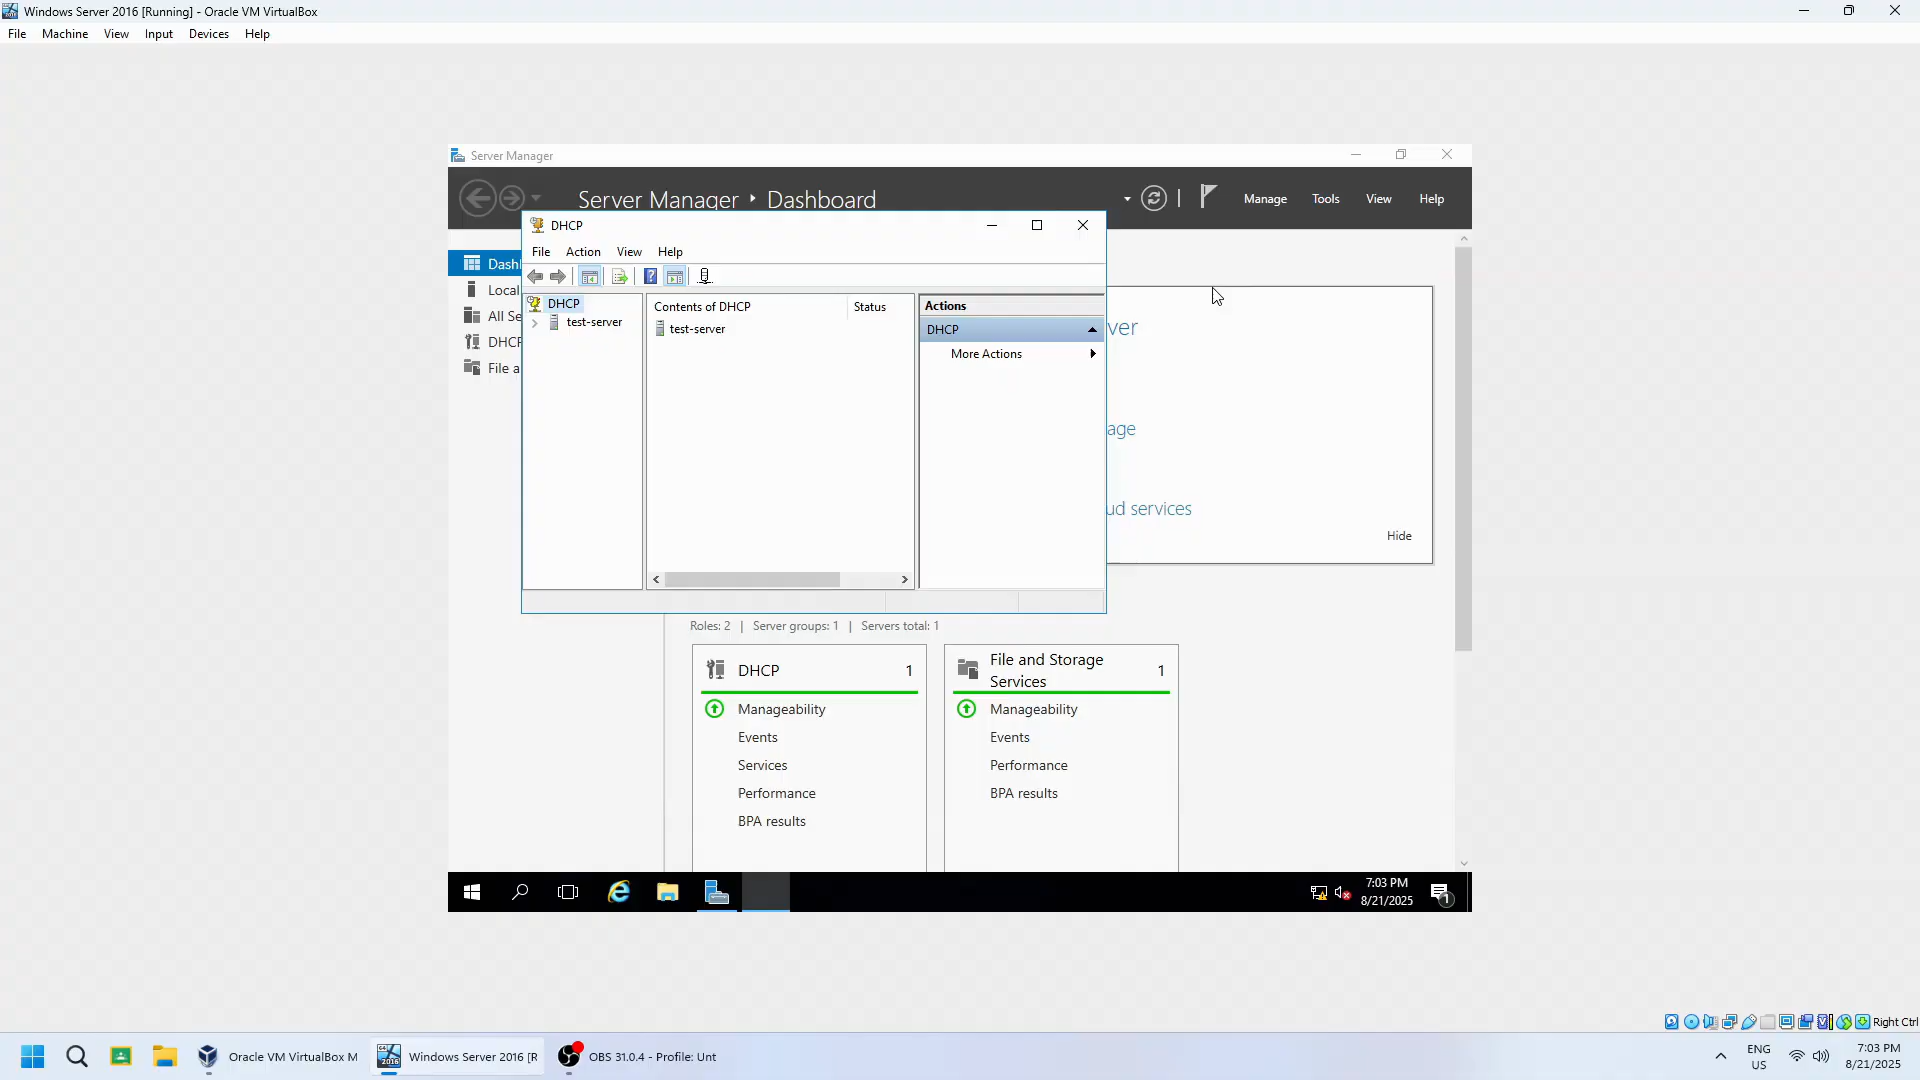 Windows Server 2016 [Running] - Oracle VM VirtualBox
File Machine View Input Devices Help
Server Manager
Server Manager Dashboard
Manage Tools View Help
DHCP
File Action View Help
Dash
Local
All Se
DHCP
File a
DHCP
test-server
Contents of DHCP Status
test-server
Actions
DHCP
More Actions
ver
age
ud services
Hide
Roles: 2 | Server groups: 1 | Servers total: 1
DHCP 1
Manageability
Events
Services
Performance
BPA results
File and Storage
Services 1
Manageability
Events
Performance
BPA results
7:03 PM
8/21/2025
1
Right Ctrl
Oracle VM VirtualBox M
Windows Server 2016 [R
OBS 31.0.4 - Profile: Unt
ENG
US
7:03 PM
8/21/2025